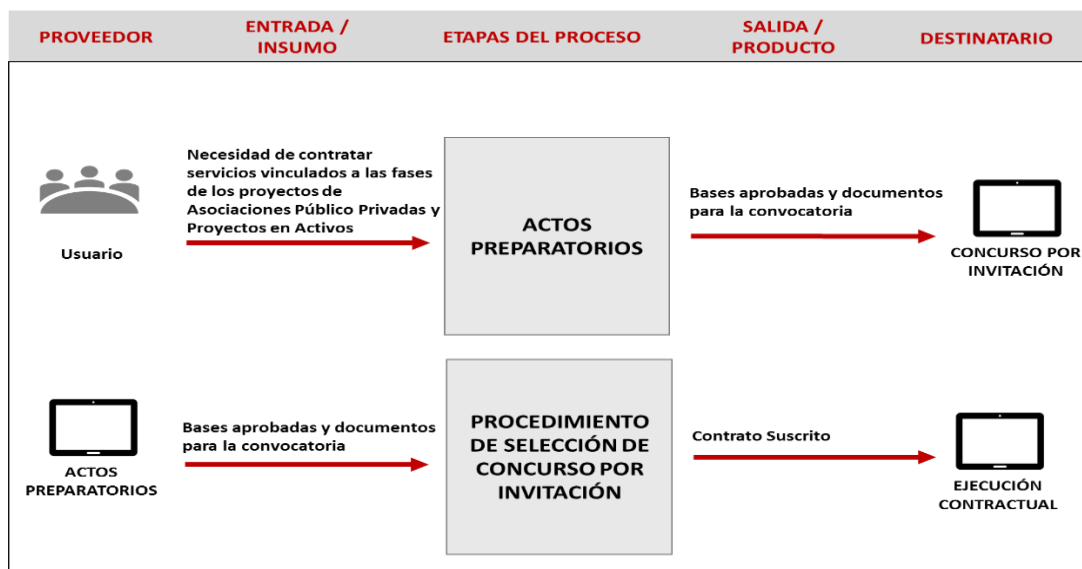 PROVEEDOR
ENTRADA /
INSUMO
ETAPAS DEL PROCESO
SALIDA /
PRODUCTO
DESTINATARIO
Usuario
Necesidad de contratar
servicios vinculados a las fases
de los proyectos de
Asociaciones Público Privadas y
Proyectos en Activos
ACTOS
PREPARATORIOS
Bases aprobadas y documentos
para la convocatoria
CONCURSO POR
INVITACIÓN
ACTOS
PREPARATORIOS
Bases aprobadas y documentos
para la convocatoria
PROCEDIMIENTO
DE SELECCIÓN DE
CONCURSO POR
INVITACIÓN
Contrato Suscrito
EJECUCIÓN
CONTRACTUAL